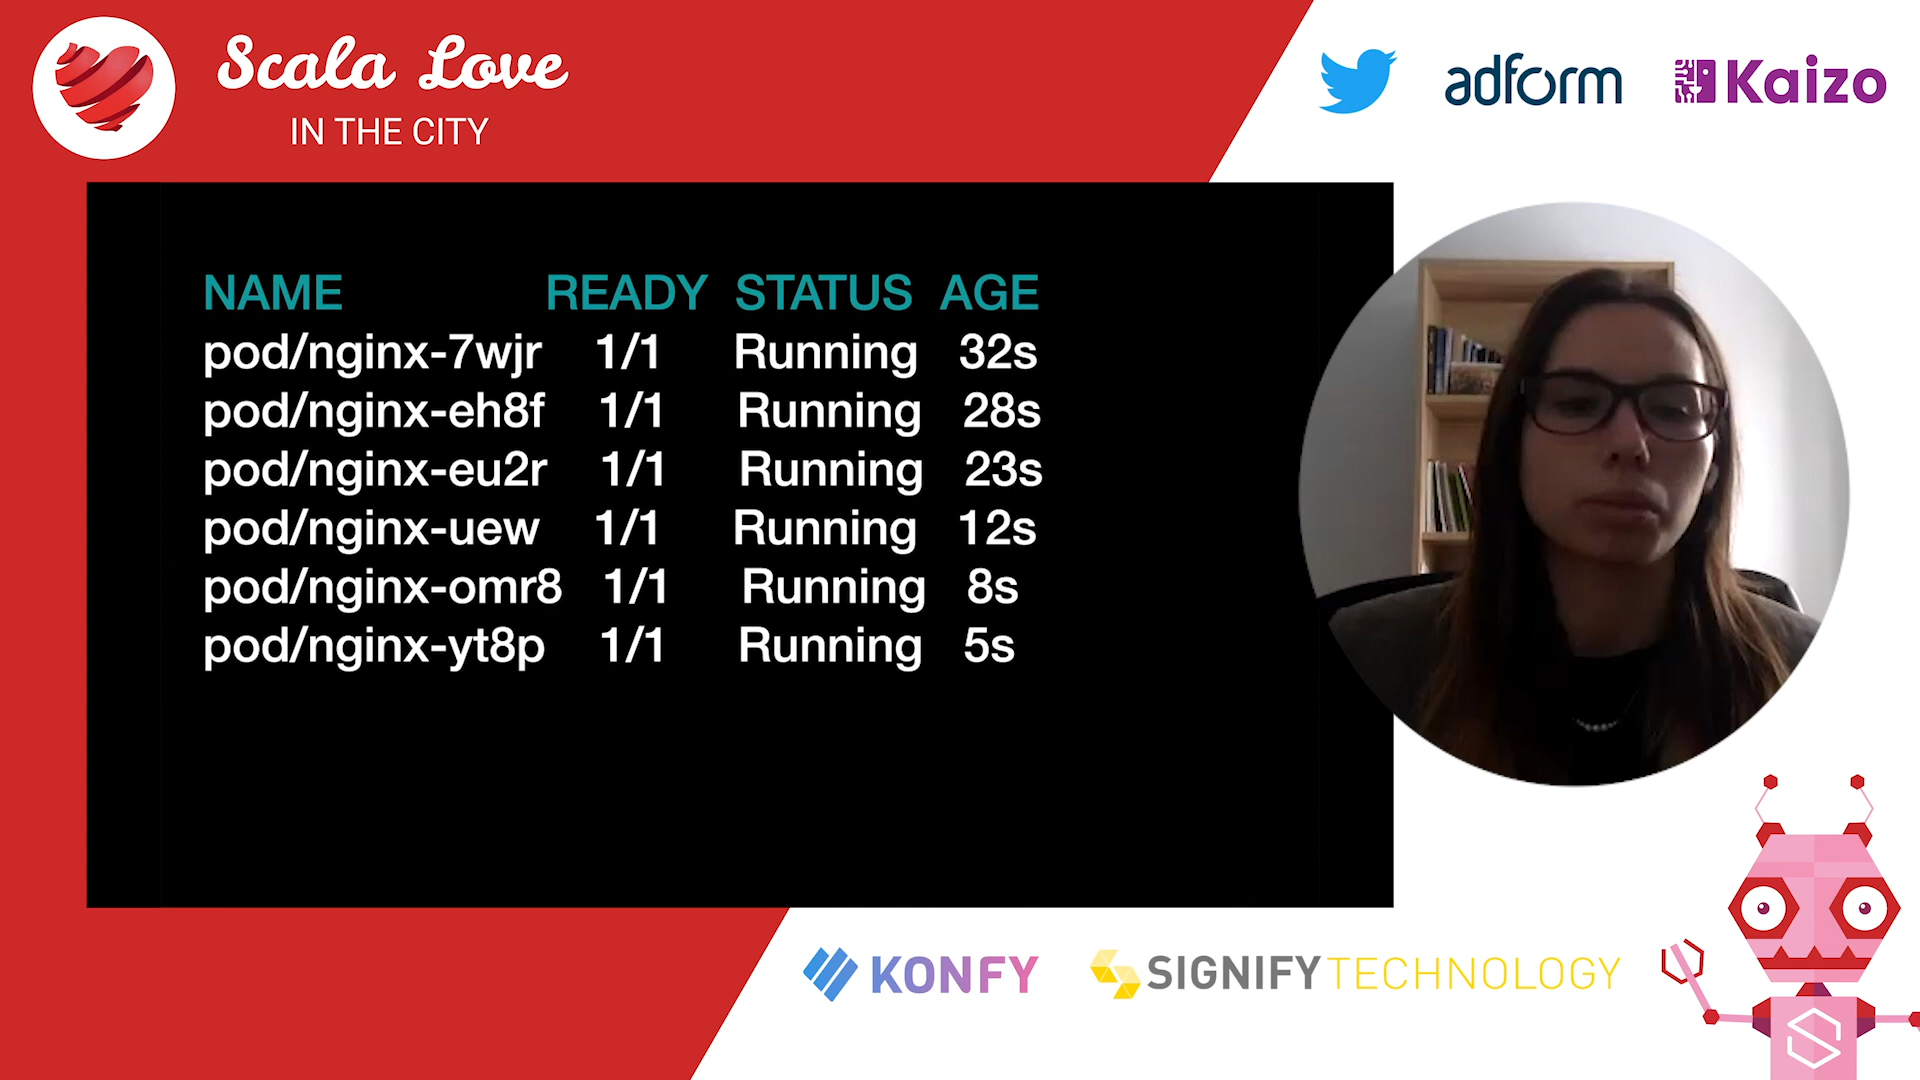 Scala Love
IN THE CITY
adform
Kaizo
NAME READY STATUS AGE
pod/nginx-7wjr 1/1 Running 32s
pod/nginx-eh8f 1/1 Running 28s
pod/nginx-eu2r 1/1 Running 23s
pod/nginx-uew 1/1 Running 12s
pod/nginx-omr8 1/1 Running 8s
pod/nginx-yt8p 1/1 Running 5s
KONFY
SIGNIFY TECHNOLOGY